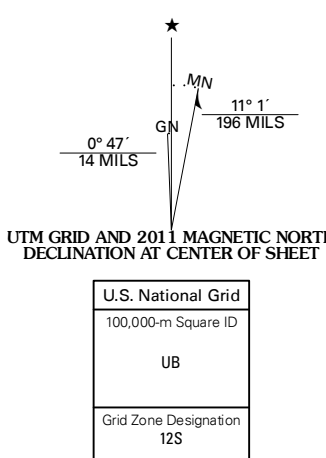 ★
MN
11° 1´
196 MILS
GN
0° 47´
14 MILS
UTM GRID AND 2011 MAGNETIC NORTH
DECLINATION AT CENTER OF SHEET
U.S. National Grid
100,000-m Square ID
UB
Grid Zone Designation
12S